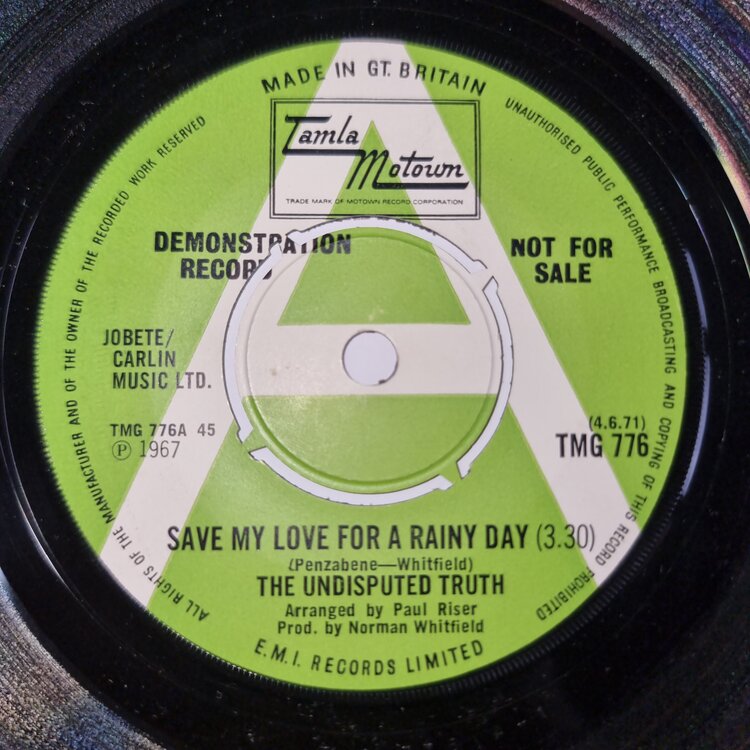 MADE IN GT. BRITAIN
Tamla
Motown
TRADE MARK OF MOTOWN RECORD CORPORATION
DEMONSTRATION
RECORD
NOT FOR
SALE
JOBETE/
CARLIN
MUSIC LTD.
TMG 776A 45
Ⓟ 1967
(4.6.71)
TMG 776
SAVE MY LOVE FOR A RAINY DAY (3.30)
(Penzabene—Whitfield)
THE UNDISPUTED TRUTH
Arranged by Paul Riser
Prod. by Norman Whitfield
E.M.I. RECORDS LIMITED
ALL RIGHTS OF THE MANUFACTURER AND OF THE OWNER OF THE RECORDED WORK RESERVED
UNAUTHORISED PUBLIC PERFORMANCE BROADCASTING AND COPYING OF THIS RECORD PROHIBITED
A